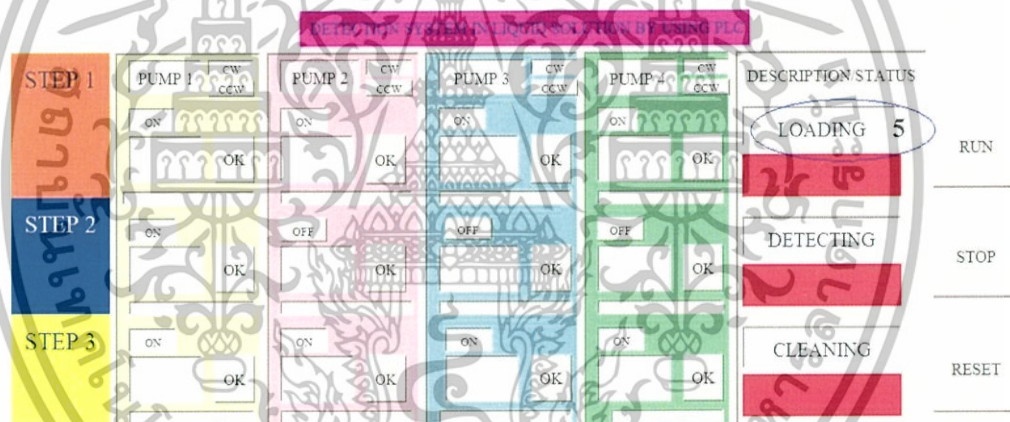 DETECTION SYSTEM IN LIQUID SOLUTION BY USING PLC
STEP 1
PUMP 1 CW CCW
PUMP 2 CW CCW
PUMP 3 CW CCW
PUMP 4 CW CCW
DESCRIPTION/STATUS
ON
ON
ON
ON
LOADING 5
RUN
OK
OK
OK
OK
STEP 2
ON
OFF
OFF
OFF
DETECTING
STOP
OK
OK
OK
OK
STEP 3
ON
ON
ON
ON
CLEANING
RESET
OK
OK
OK
OK